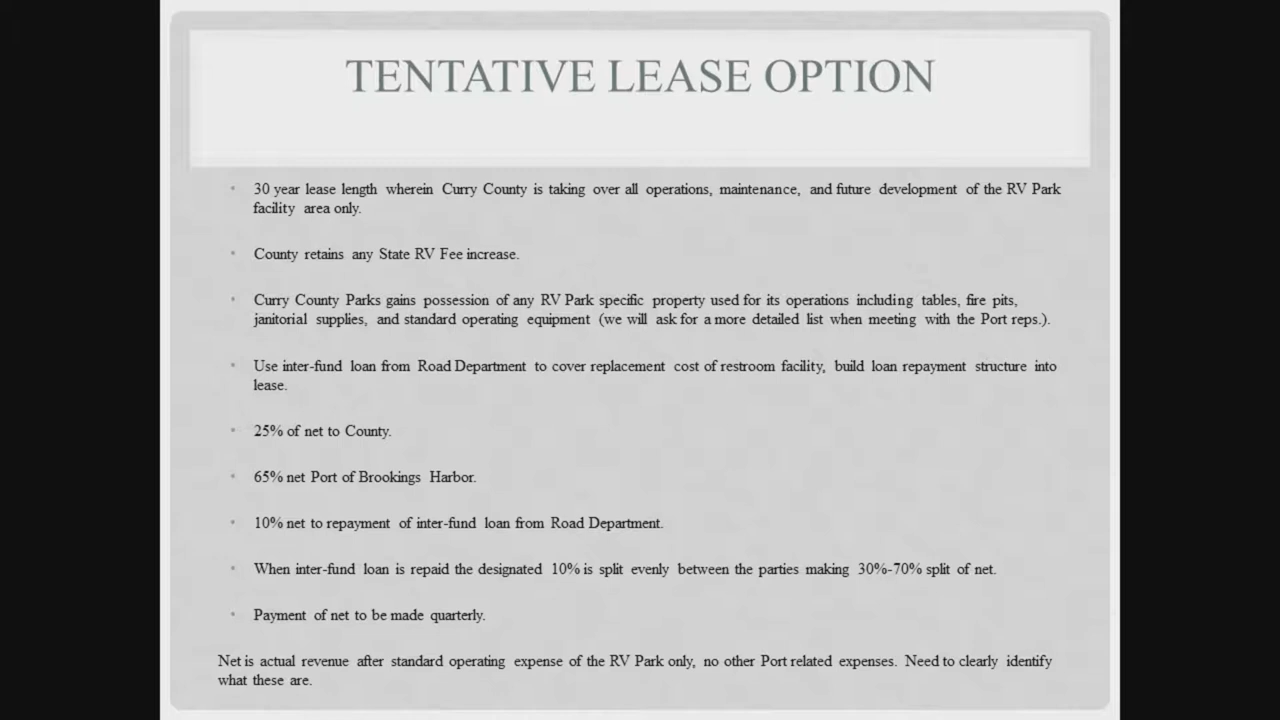 TENTATIVE LEASE OPTION
• 30 year lease length wherein Curry County is taking over all operations, maintenance, and future development of the RV Park
facility area only.
• County retains any State RV Fee increase.
• Curry County Parks gains possession of any RV Park specific property used for its operations including tables, fire pits,
janitorial supplies, and standard operating equipment (we will ask for a more detailed list when meeting with the Port reps.).
• Use inter-fund loan from Road Department to cover replacement cost of restroom facility, build loan repayment structure into
lease.
• 25% of net to County.
• 65% net Port of Brookings Harbor.
• 10% net to repayment of inter-fund loan from Road Department.
• When inter-fund loan is repaid the designated 10% is split evenly between the parties making 30%-70% split of net.
• Payment of net to be made quarterly.
Net is actual revenue after standard operating expense of the RV Park only, no other Port related expenses. Need to clearly identify
what these are.